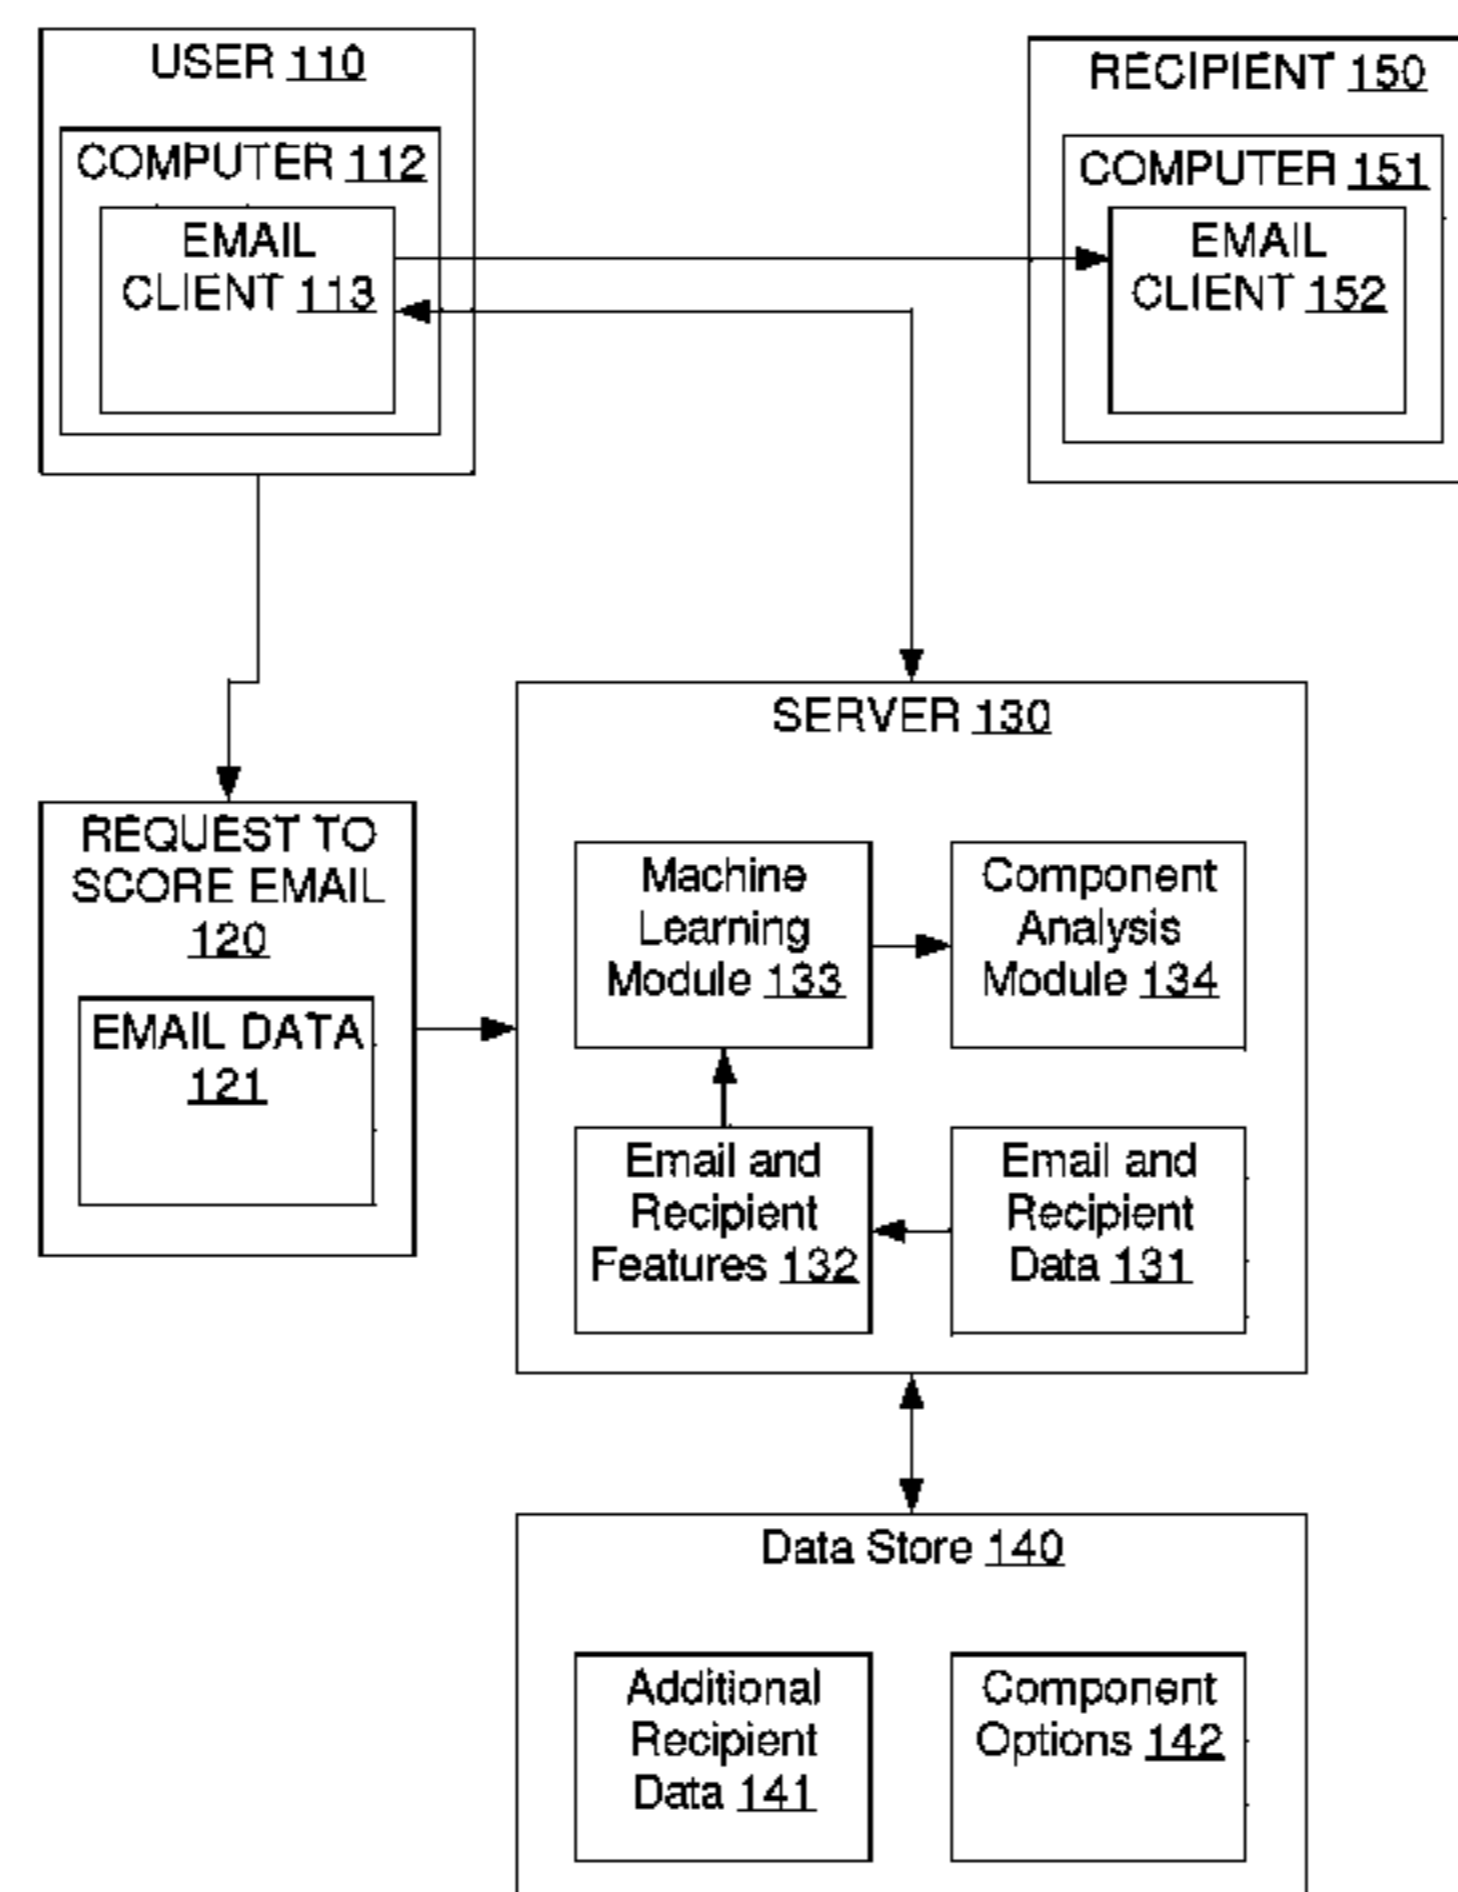 USER 110
COMPUTER 112
EMAIL
CLIENT 113
RECIPIENT 150
COMPUTER 151
EMAIL
CLIENT 152
REQUEST TO
SCORE EMAIL
120
EMAIL DATA
121
SERVER 130
Machine
Learning
Module 133
Component
Analysis
Module 134
Email and
Recipient
Features 132
Email and
Recipient
Data 131
Data Store 140
Additional
Recipient
Data 141
Component
Options 142